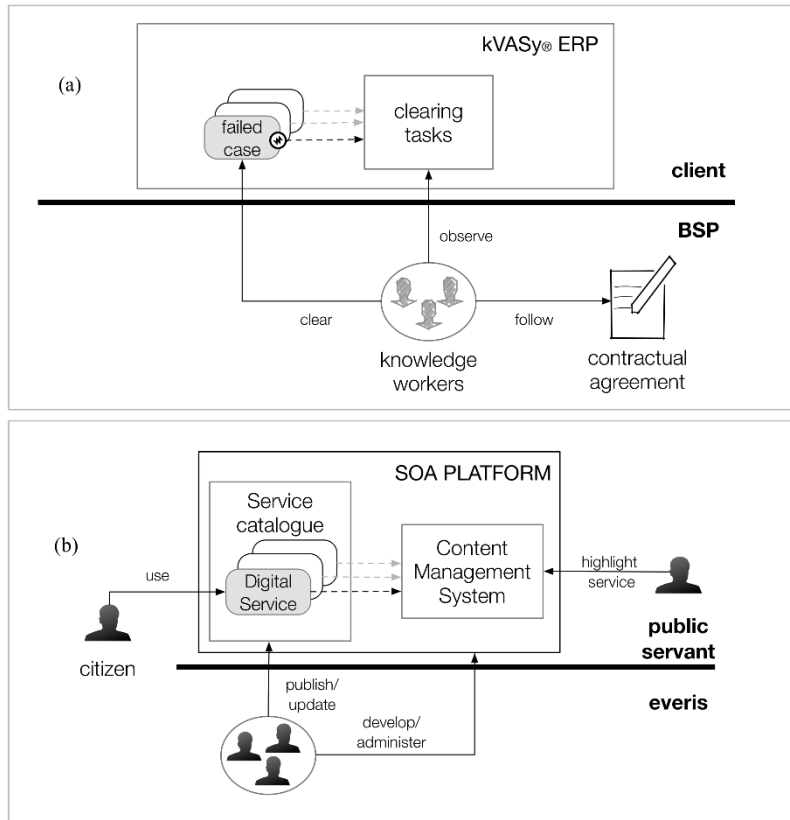 kVASy® ERP
(a)
failed
case
clearing
tasks
client
BSP
observe
clear
follow
knowledge
workers
contractual
agreement
SOA PLATFORM
(b)
Service
catalogue
Digital
Service
Content
Management
System
use
highlight
service
citizen
public
servant
everis
publish/
update
develop/
administer